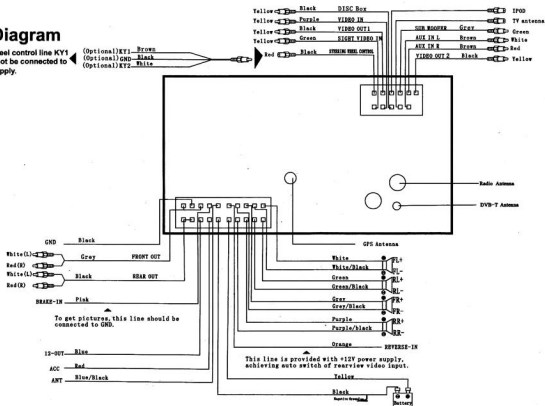 Diagram
eel control line KY1
ot be connected to
pply.
(Optional)KY1 Brown
(Optional)GND Black
(Optional)KY2 White
Yellow Black DISC Box
Yellow Purple VIDEO IN
Yellow Black VIDEO OUT1
Yellow Green SIGHT VIDEO IN
Red Black STEERING WHEEL CONTROL
IPOD
TV antenna
SUB WOOFER Grey Green
AUX IN L Brown White
AUX IN R Brown Red
VIDEO OUT 2 Black Yellow
Radio Antenna
DVB-T Antenna
GPS Antenna
GND Black
White(L)
Red(R)
Gray FRONT OUT
White(L)
Red(R)
Black REAR OUT
BRAKE-IN Pink
To get pictures, this line should be
connected to GND.
12-OUT Blue
ACC Red
ANT Blue/Black
White FL+
White/Black FL-
Green RL+
Green/Black RL-
Grey FR+
Grey/Black FR-
Purple RR+
Purple/black RR-
Orange REVERSE-IN
This line is provided with +12V power supply,
achieving auto switch of rearview video input.
Yellow
Black
Battery